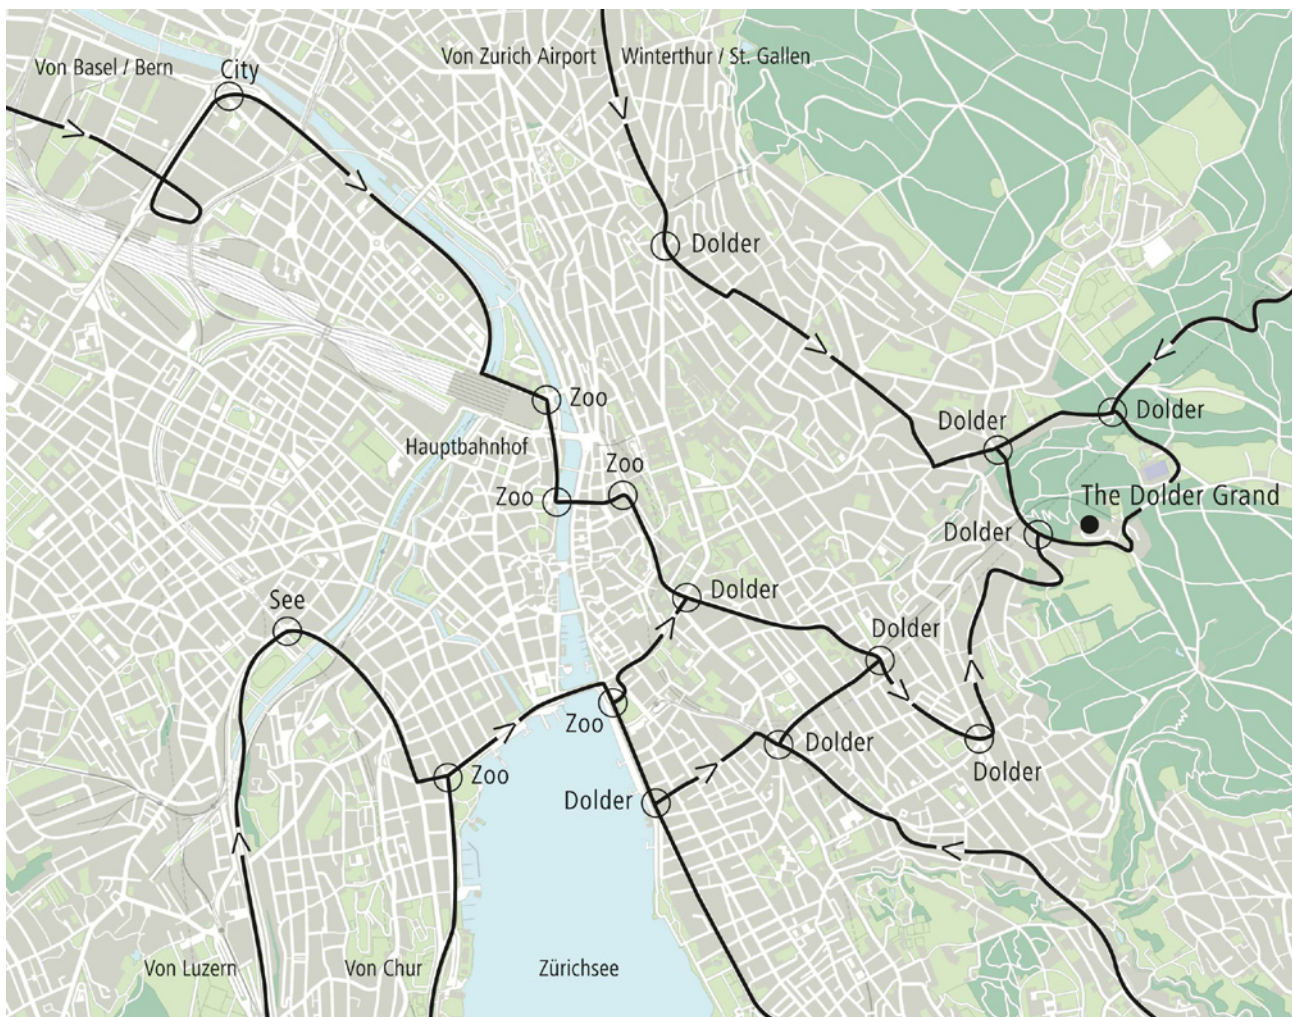 Von Zurich Airport
Winterthur / St. Gallen
Von Basel / Bern
City
Dolder
Zoo
Dolder
Dolder
Hauptbahnhof
Zoo
Zoo
The Dolder Grand
Dolder
Dolder
See
Dolder
Zoo
Dolder
Dolder
Zoo
Dolder
Von Luzern
Von Chur
Zürichsee